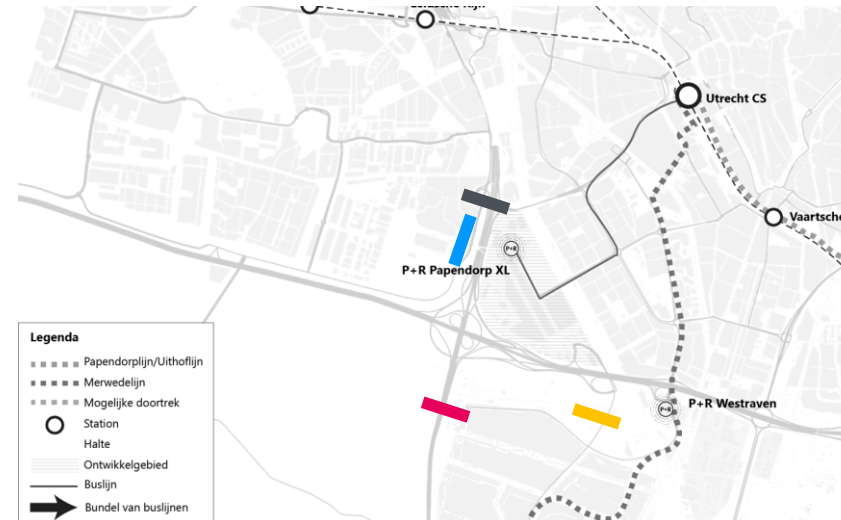 Utrecht CS
Vaartsche
P+R
P+R Papendorp XL
P+R Westraven
P+R
Legenda
Papendorplijn/Uithoflijn
Merwedelijn
Mogelijke doortrek
Station
Halte
Ontwikkelgebied
Buslijn
Bundel van buslijnen